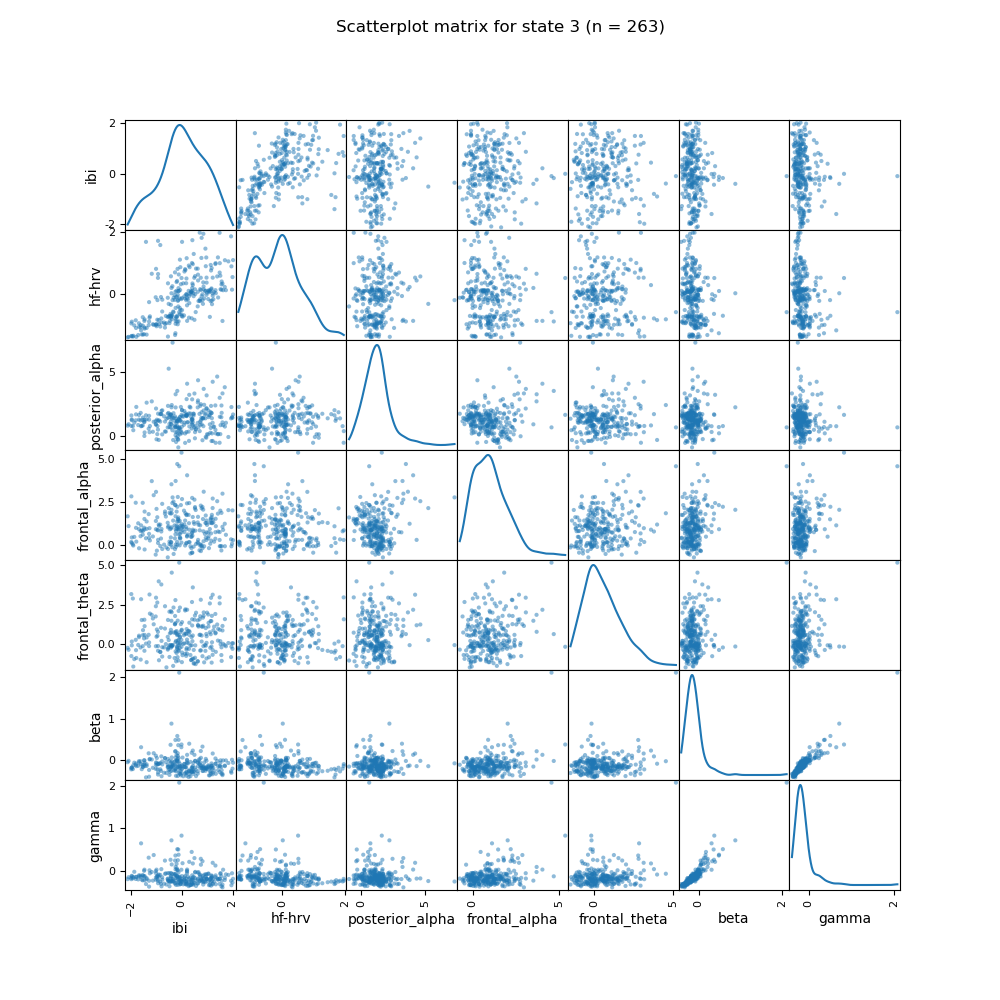 Scatterplot matrix for state 3 (n = 263)
2
0
2
ibi
2
0
hf-hrv
5
0
posterior_alpha
5.0
2.5
0.0
frontal_alpha
5.0
2.5
0.0
frontal_theta
2
1
0
beta
2
1
0
gamma
−2 0 2 0 2 0 5 0 5 0 5 0 2 0 2
ibi hf-hrv posterior_alpha frontal_alpha frontal_theta beta gamma